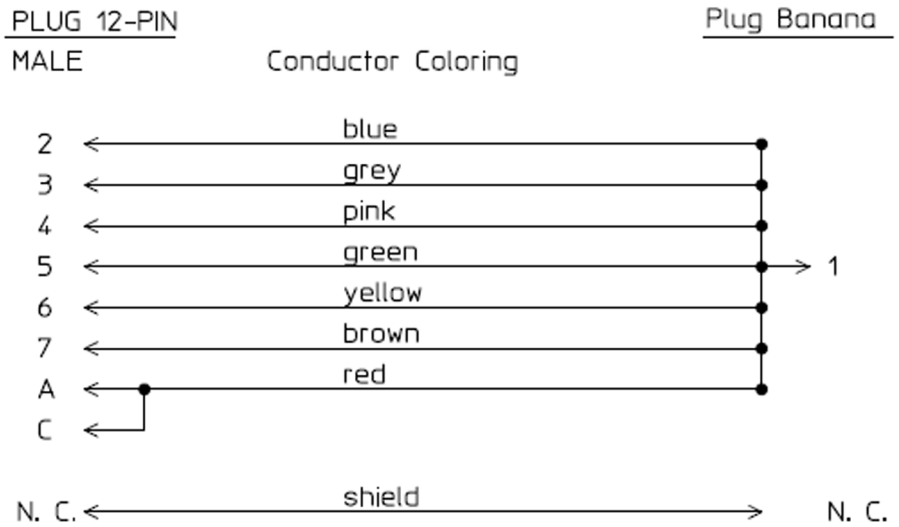 PLUG 12-PIN Plug Banana
MALE Conductor Coloring
blue
2
grey
3
pink
4
green
5 1
yellow
6
brown
7
red
A
C
shield
N. C. N. C.